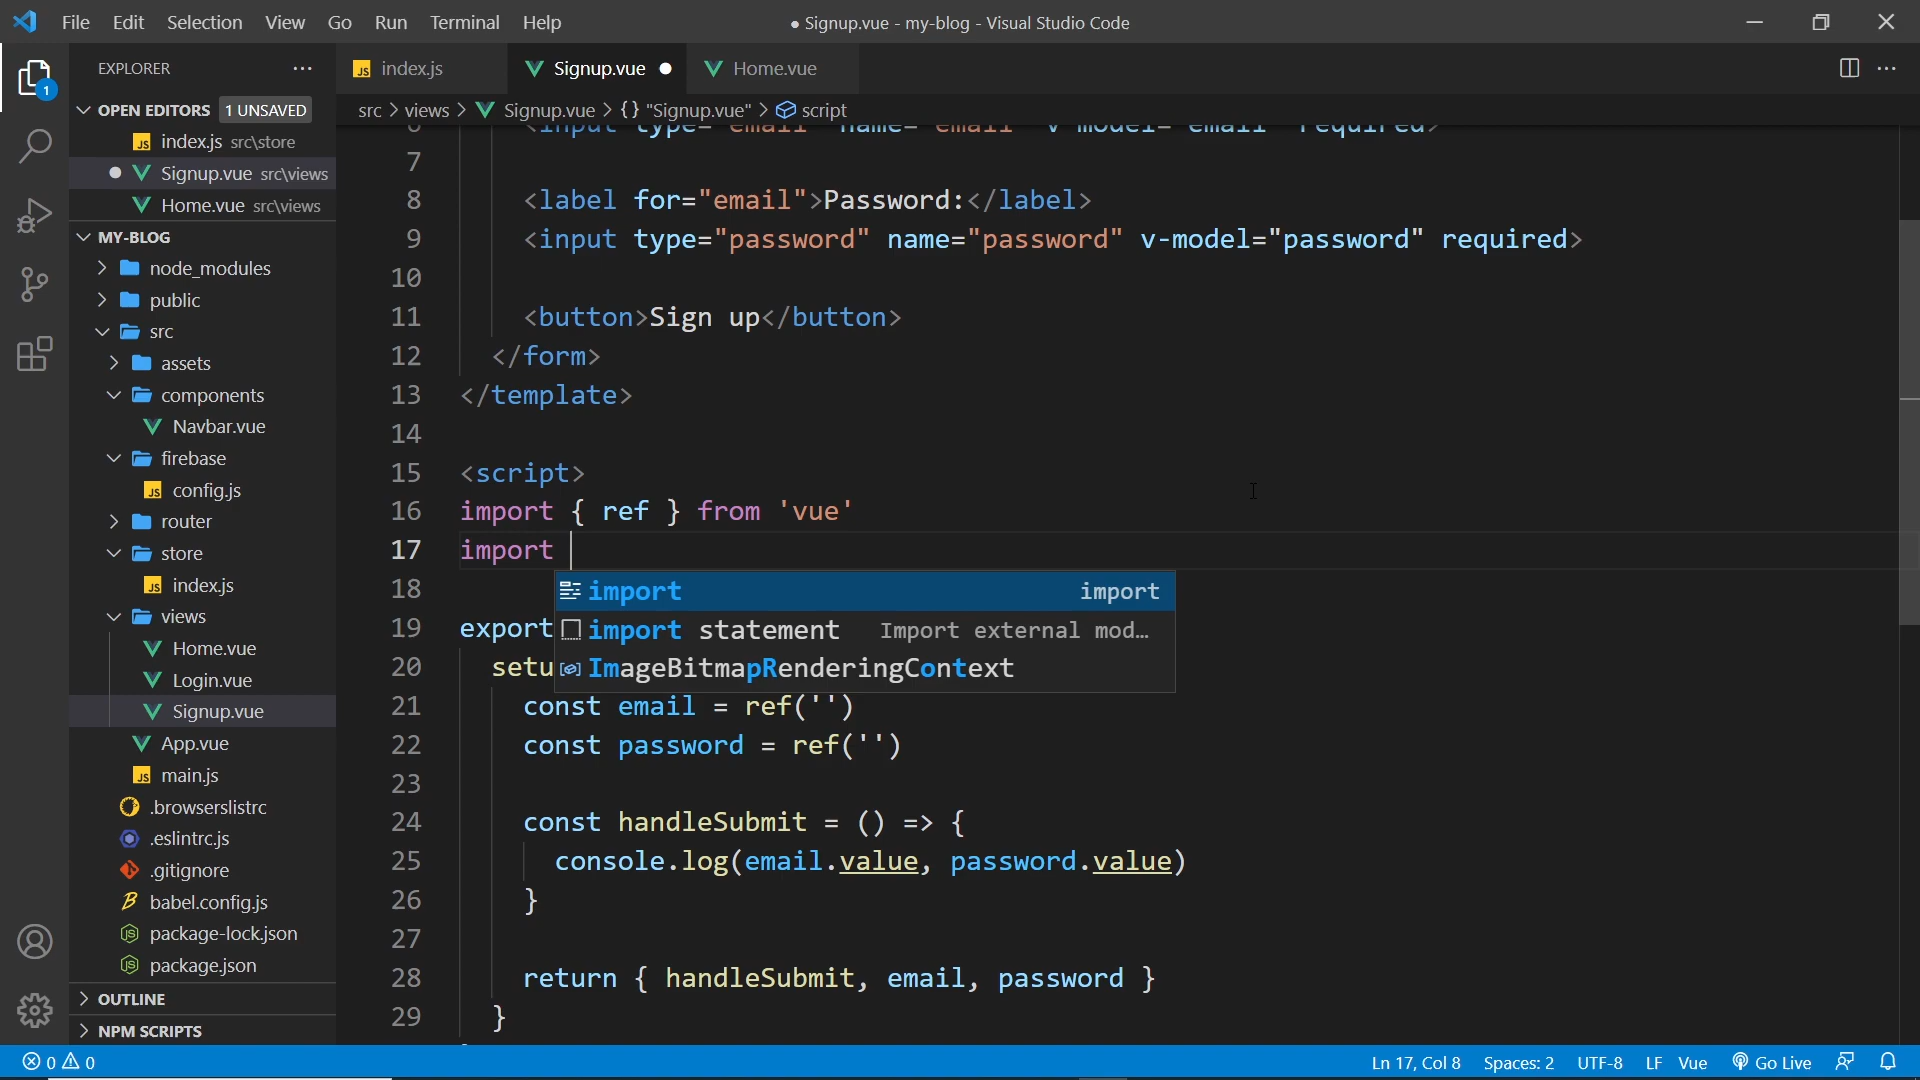 File Edit Selection View Go Run Terminal Help
● Signup.vue - my-blog - Visual Studio Code
EXPLORER
1
OPEN EDITORS 1 UNSAVED
index.js src\store
Signup.vue src\views
Home.vue src\views
MY-BLOG
node_modules
public
src
assets
components
Navbar.vue
firebase
config.js
router
store
index.js
views
Home.vue
Login.vue
Signup.vue
App.vue
main.js
.browserslistrc
.eslintrc.js
.gitignore
babel.config.js
package-lock.json
package.json
OUTLINE
NPM SCRIPTS
index.js Signup.vue Home.vue
src > views > Signup.vue > {} "Signup.vue" > script
6 <input type="email" name="email" v-model="email" required>
7
8 <label for="email">Password:</label>
9 <input type="password" name="password" v-model="password" required>
10
11 <button>Sign up</button>
12 </form>
13 </template>
14
15 <script>
16 import { ref } from 'vue'
17 import
import import
import statement Import external mod…
ImageBitmapRenderingContext
18
19 export
20 setu
21 const email = ref('')
22 const password = ref('')
23
24 const handleSubmit = () => {
25 console.log(email.value, password.value)
26 }
27
28 return { handleSubmit, email, password }
29 }
0 0
Ln 17, Col 8 Spaces: 2 UTF-8 LF Vue Go Live